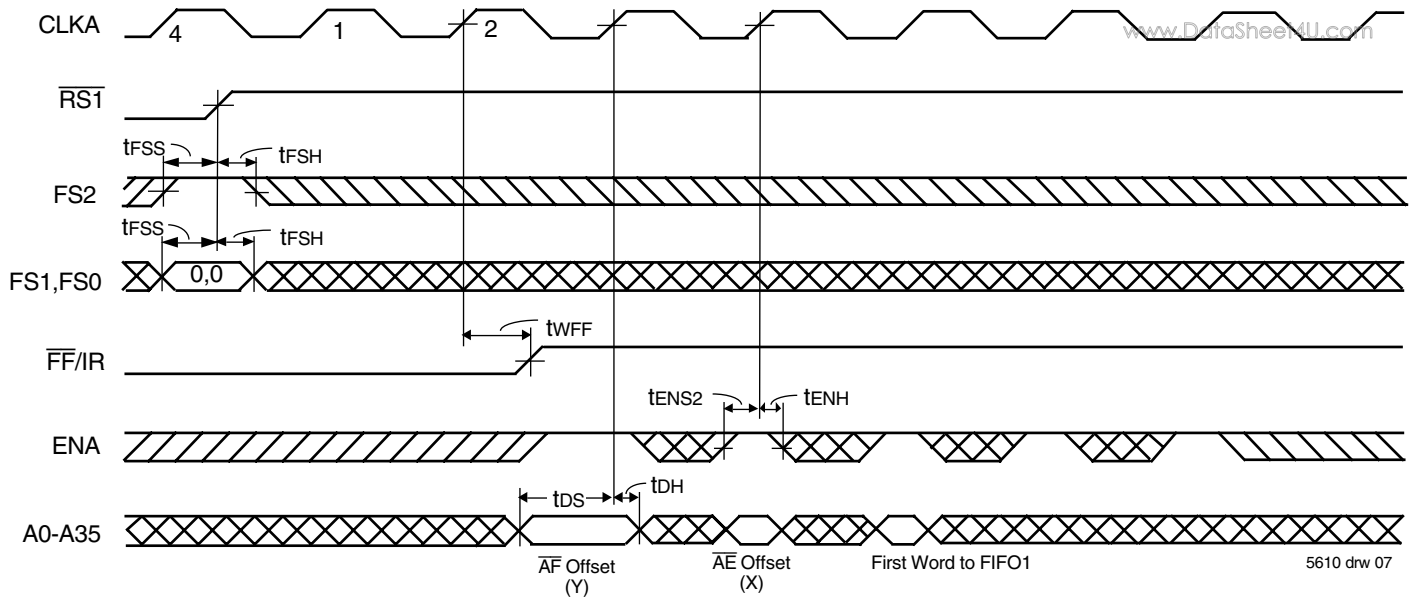 CLKA 4 1 2
www.DataSheet4U.com
RS1
tFSS tFSH
FS2
tFSS tFSH
FS1,FS0 0,0
tWFF
FF/IR
tENS2 tENH
ENA
tDS tDH
A0-A35
AF Offset (Y)
AE Offset (X)
First Word to FIFO1
5610 drw 07